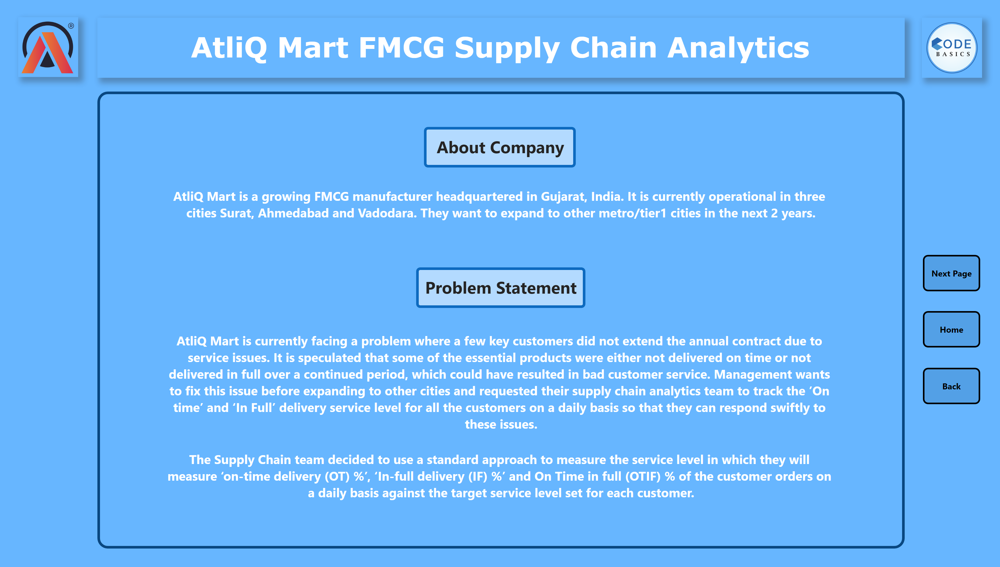 ®
AtliQ Mart FMCG Supply Chain Analytics
CODE
BASICS
About Company
AtliQ Mart is a growing FMCG manufacturer headquartered in Gujarat, India. It is currently operational in three
cities Surat, Ahmedabad and Vadodara. They want to expand to other metro/tier1 cities in the next 2 years.
Problem Statement
AtliQ Mart is currently facing a problem where a few key customers did not extend the annual contract due to
service issues. It is speculated that some of the essential products were either not delivered on time or not
delivered in full over a continued period, which could have resulted in bad customer service. Management wants
to fix this issue before expanding to other cities and requested their supply chain analytics team to track the ’On
time’ and ‘In Full’ delivery service level for all the customers on a daily basis so that they can respond swiftly to
these issues.
The Supply Chain team decided to use a standard approach to measure the service level in which they will
measure ‘on-time delivery (OT) %’, ‘In-full delivery (IF) %’ and On Time in full (OTIF) % of the customer orders on
a daily basis against the target service level set for each customer.
Next Page
Home
Back